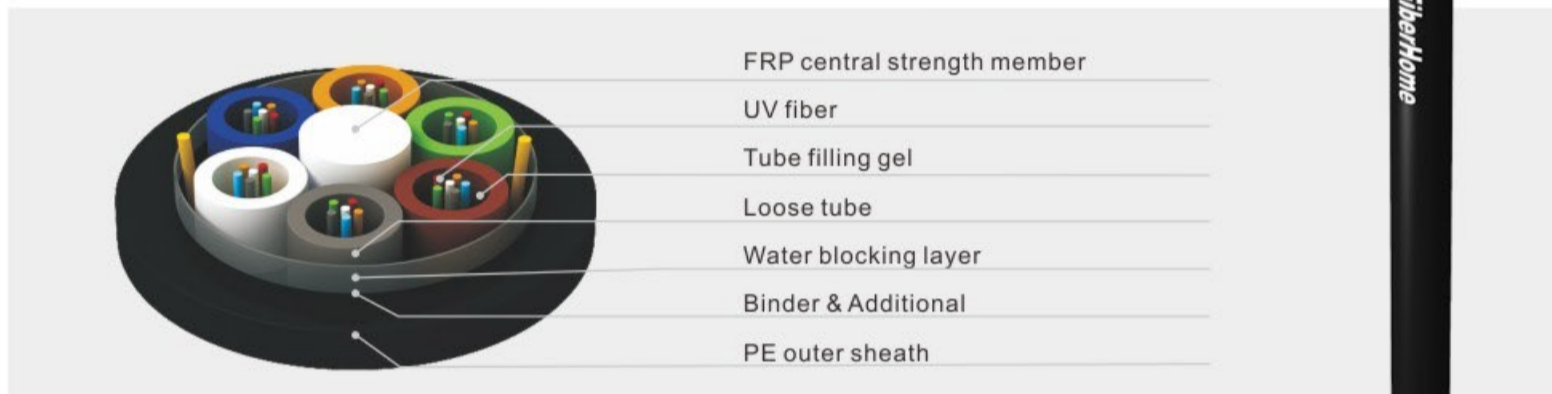 FRP central strength member
UV fiber
Tube filling gel
Loose tube
Water blocking layer
Binder & Additional
PE outer sheath
FiberHome